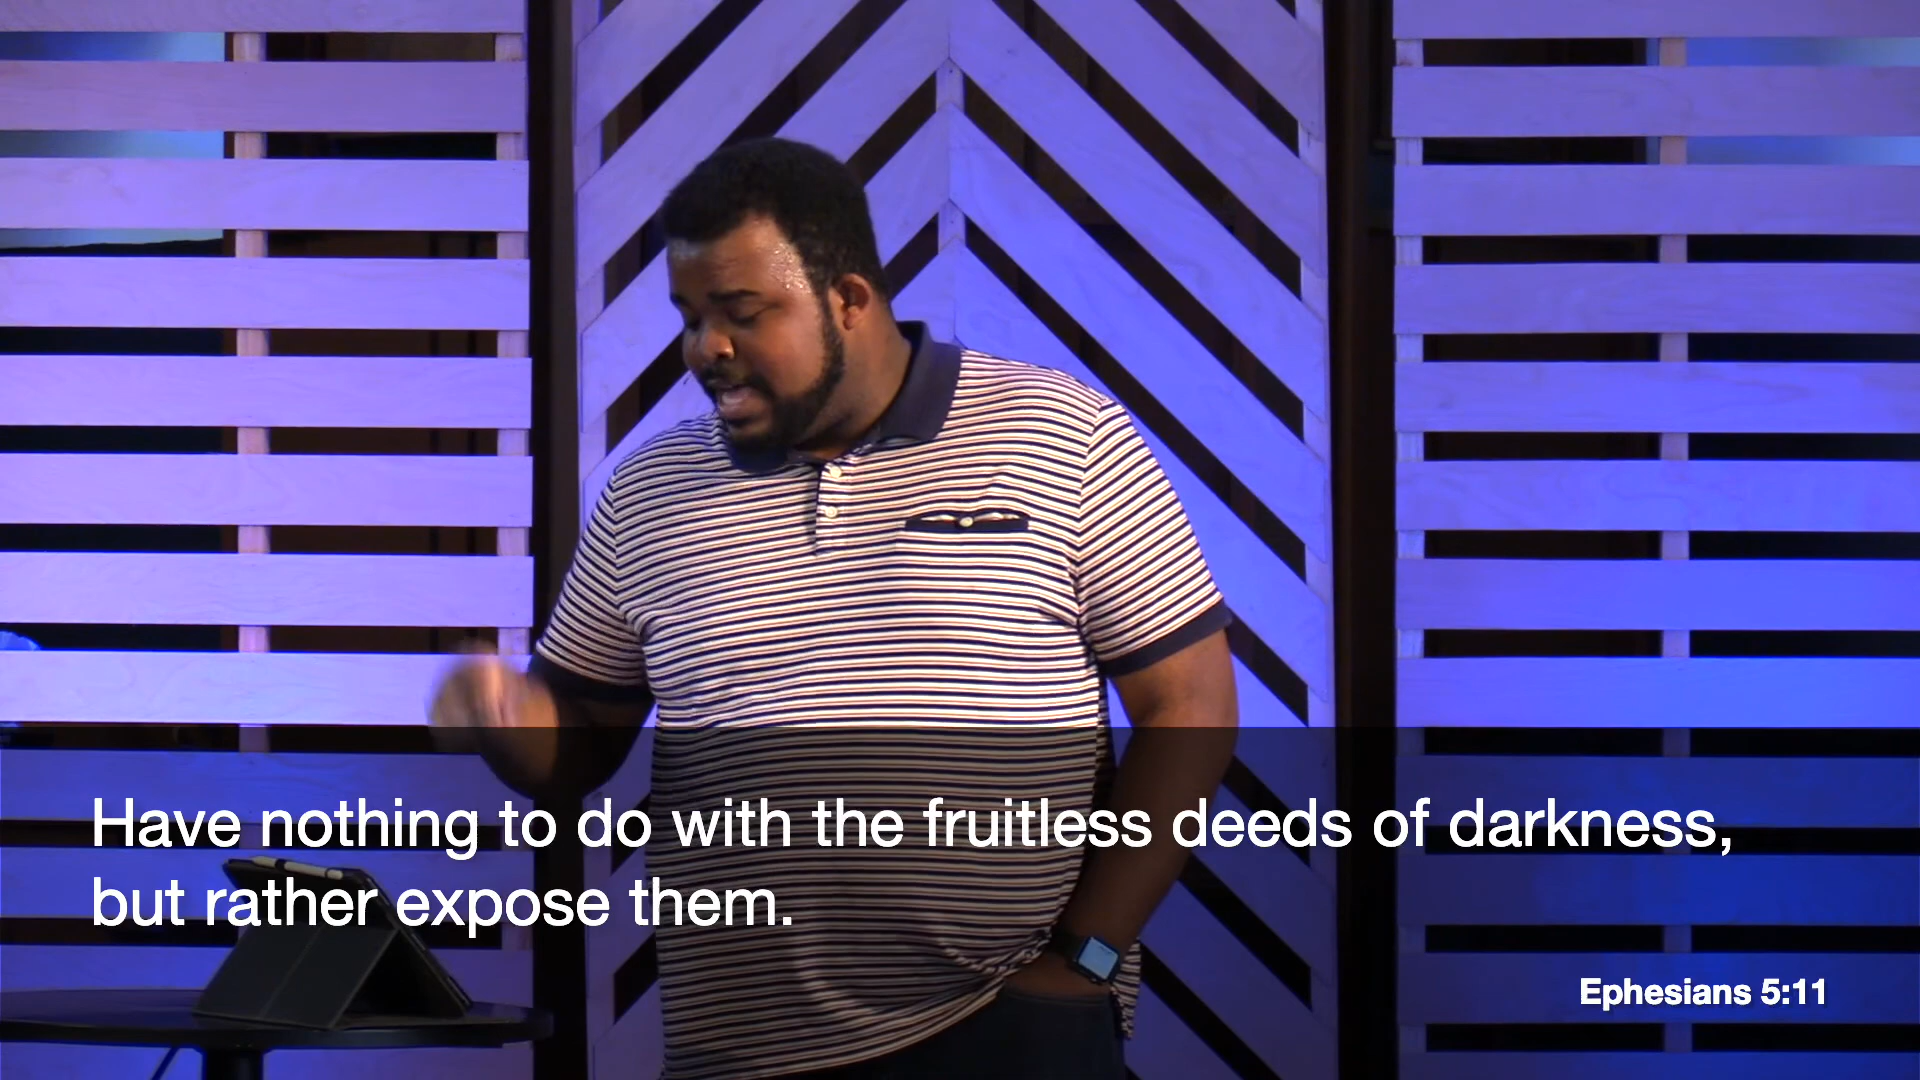 Have nothing to do with the fruitless deeds of darkness,
but rather expose them.
Ephesians 5:11